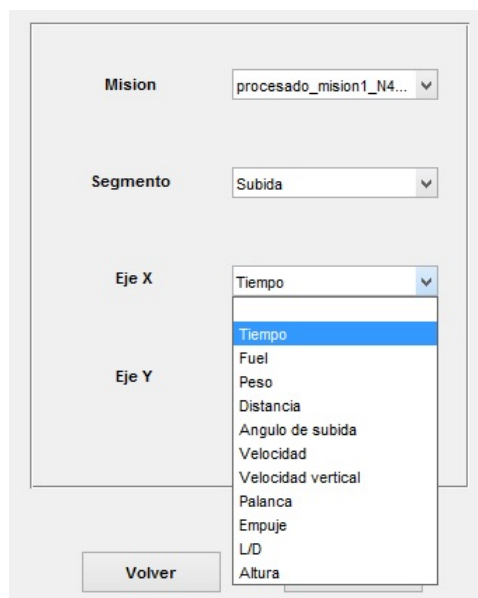 Mision procesado_mision1_N4...
Segmento Subida
Eje X Tiempo
Tiempo
Fuel
Eje Y Peso
Distancia
Angulo de subida
Velocidad
Velocidad vertical
Palanca
Empuje
L/D
Volver Altura